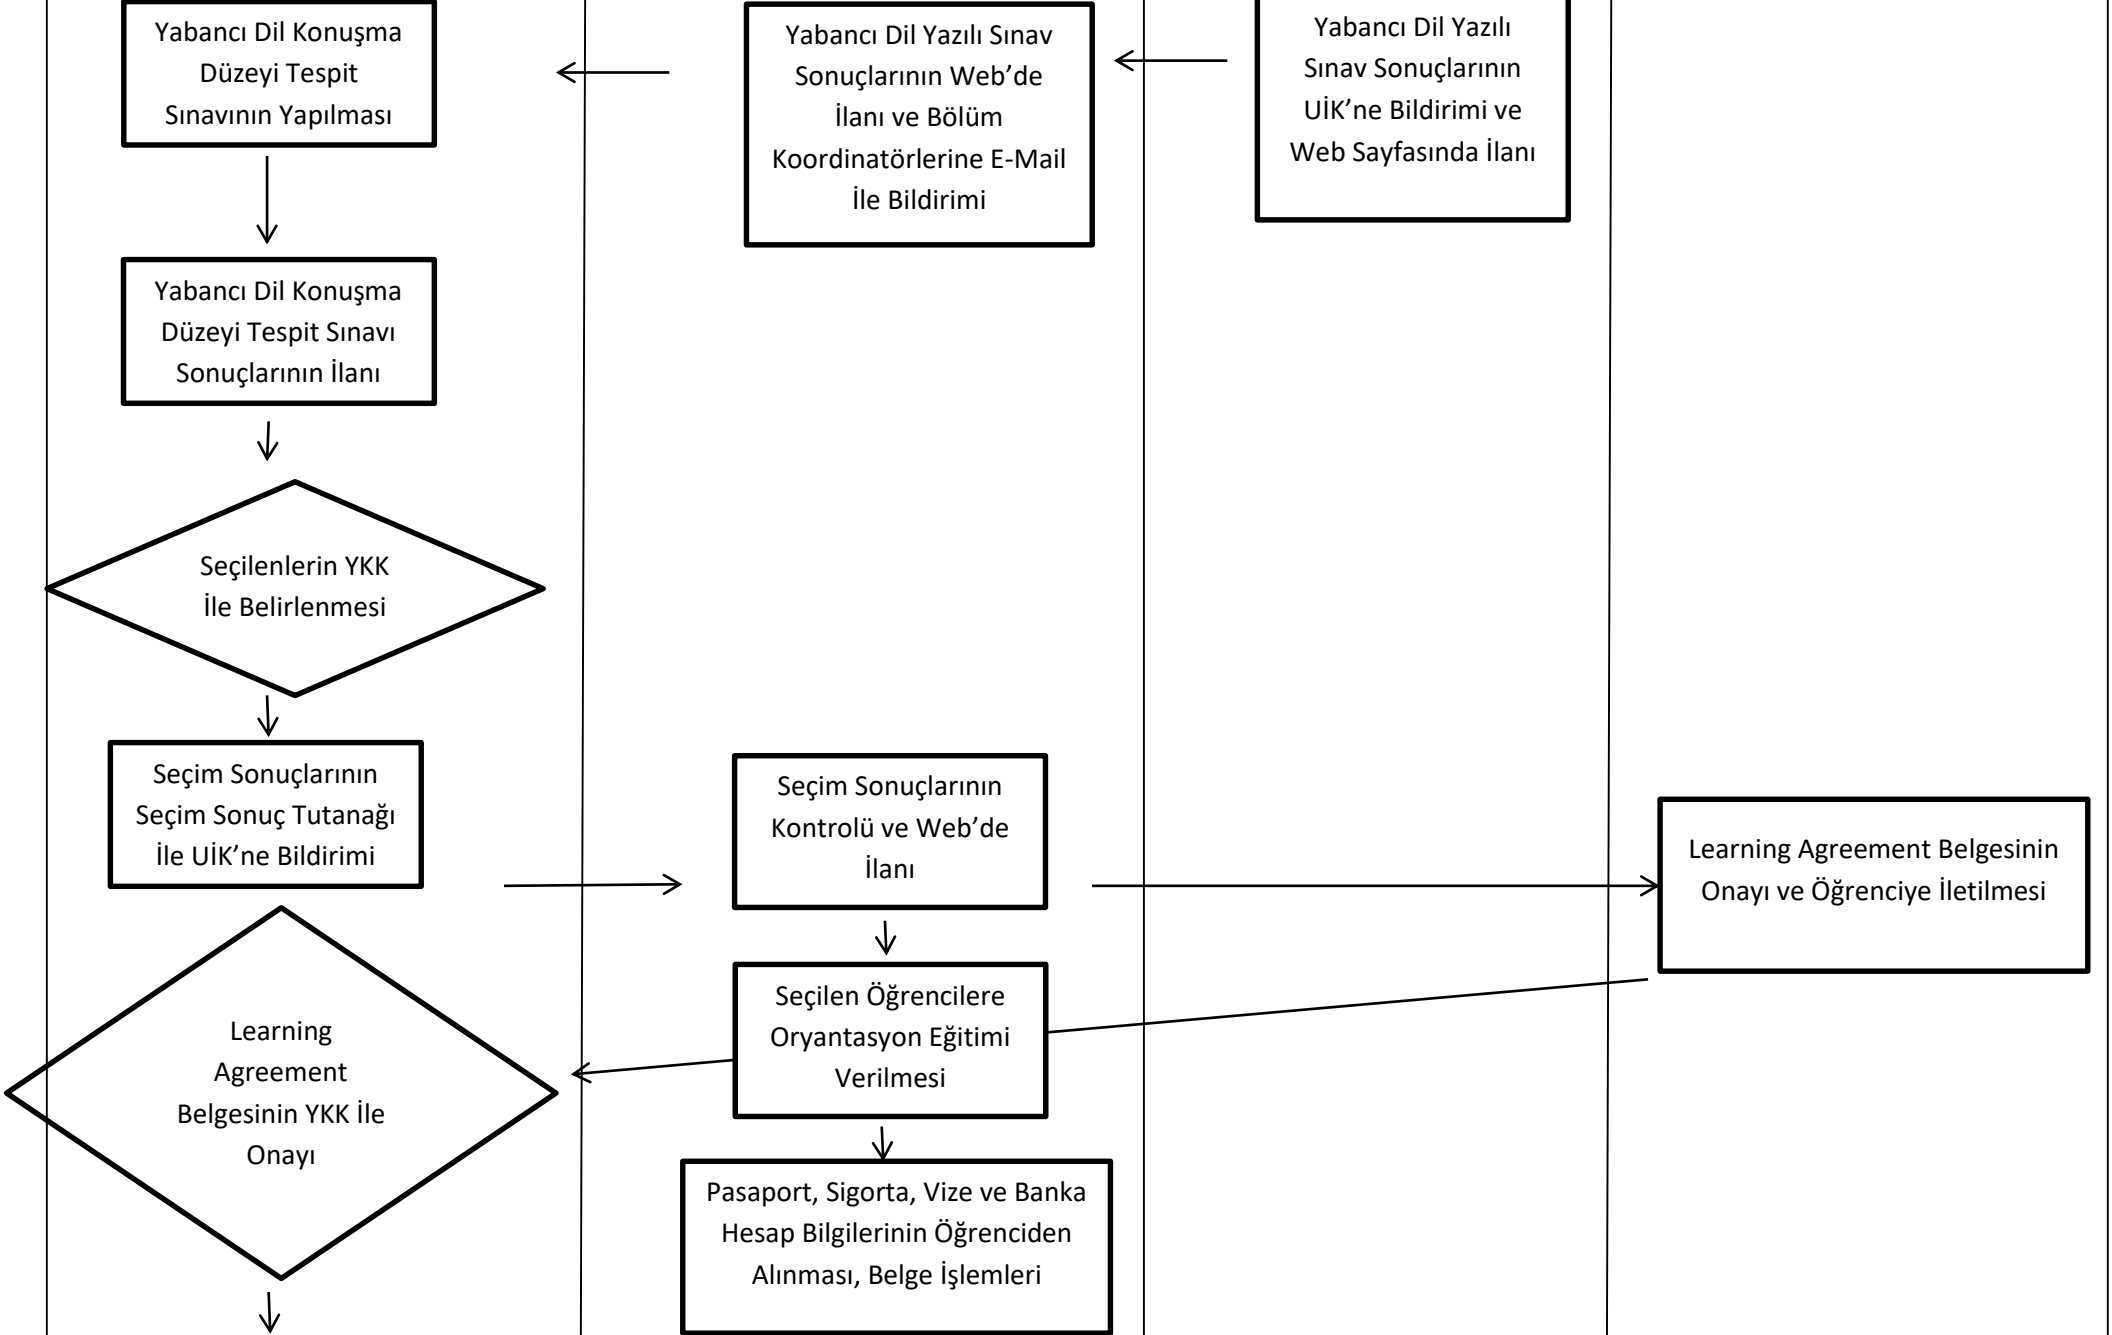 Yabancı Dil Konuşma
Düzeyi Tespit
Sınavının Yapılması
Yabancı Dil Yazılı Sınav
Sonuçlarının Web’de
İlanı ve Bölüm
Koordinatörlerine E-Mail
İle Bildirimi
Yabancı Dil Yazılı
Sınav Sonuçlarının
UİK’ne Bildirimi ve
Web Sayfasında İlanı
Yabancı Dil Konuşma
Düzeyi Tespit Sınavı
Sonuçlarının İlanı
Seçilenlerin YKK
İle Belirlenmesi
Seçim Sonuçlarının
Seçim Sonuç Tutanağı
İle UİK’ne Bildirimi
Seçim Sonuçlarının
Kontrolü ve Web’de
İlanı
Learning Agreement Belgesinin
Onayı ve Öğrenciye İletilmesi
Seçilen Öğrencilere
Oryantasyon Eğitimi
Verilmesi
Learning
Agreement
Belgesinin YKK İle
Onayı
Pasaport, Sigorta, Vize ve Banka
Hesap Bilgilerinin Öğrenciden
Alınması, Belge İşlemleri